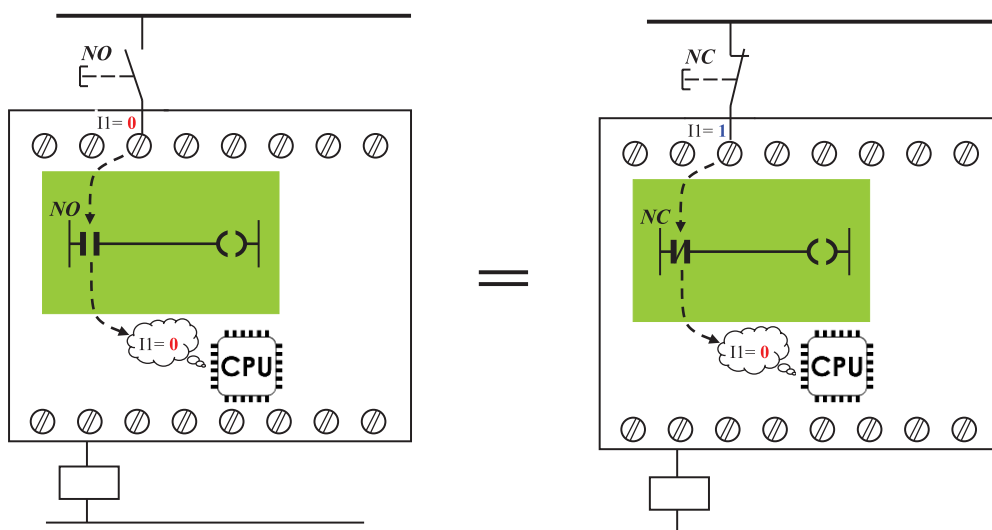 NO
I1= 0
NO
I1= 0
CPU
NC
I1= 1
NC
I1= 0
CPU